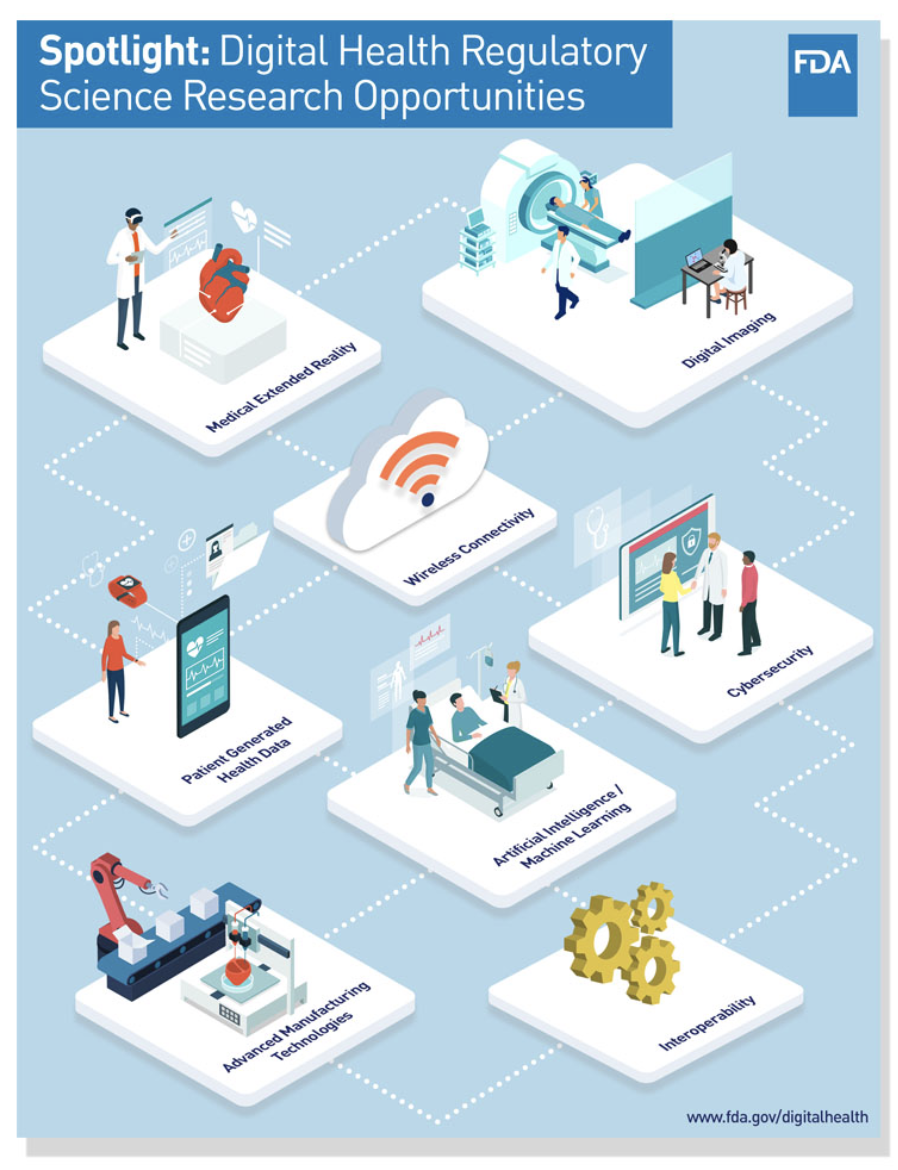 Spotlight: Digital Health Regulatory
Science Research Opportunities
FDA
Medical Extended Reality
Digital Imaging
Wireless Connectivity
Cybersecurity
Patient Generated
Health Data
Artificial Intelligence /
Machine Learning
Advanced Manufacturing
Technologies
Interoperability
www.fda.gov/digitalhealth